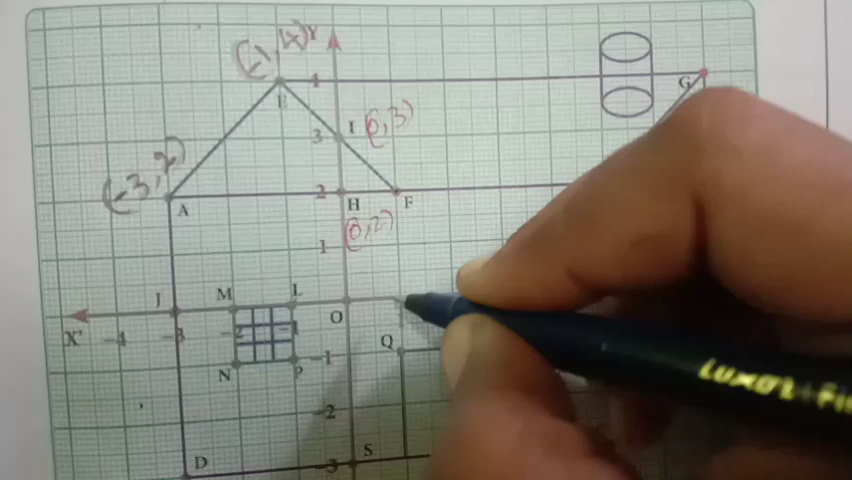 (-1, 4) Y
4
E
G
3 I (0, 3)
(-3, 2)
2
A H F
(0, 2)
1
J M L
X' -4 -3 -2 -1 O
Q
N P -1
-2
D S
-3
LUXOR